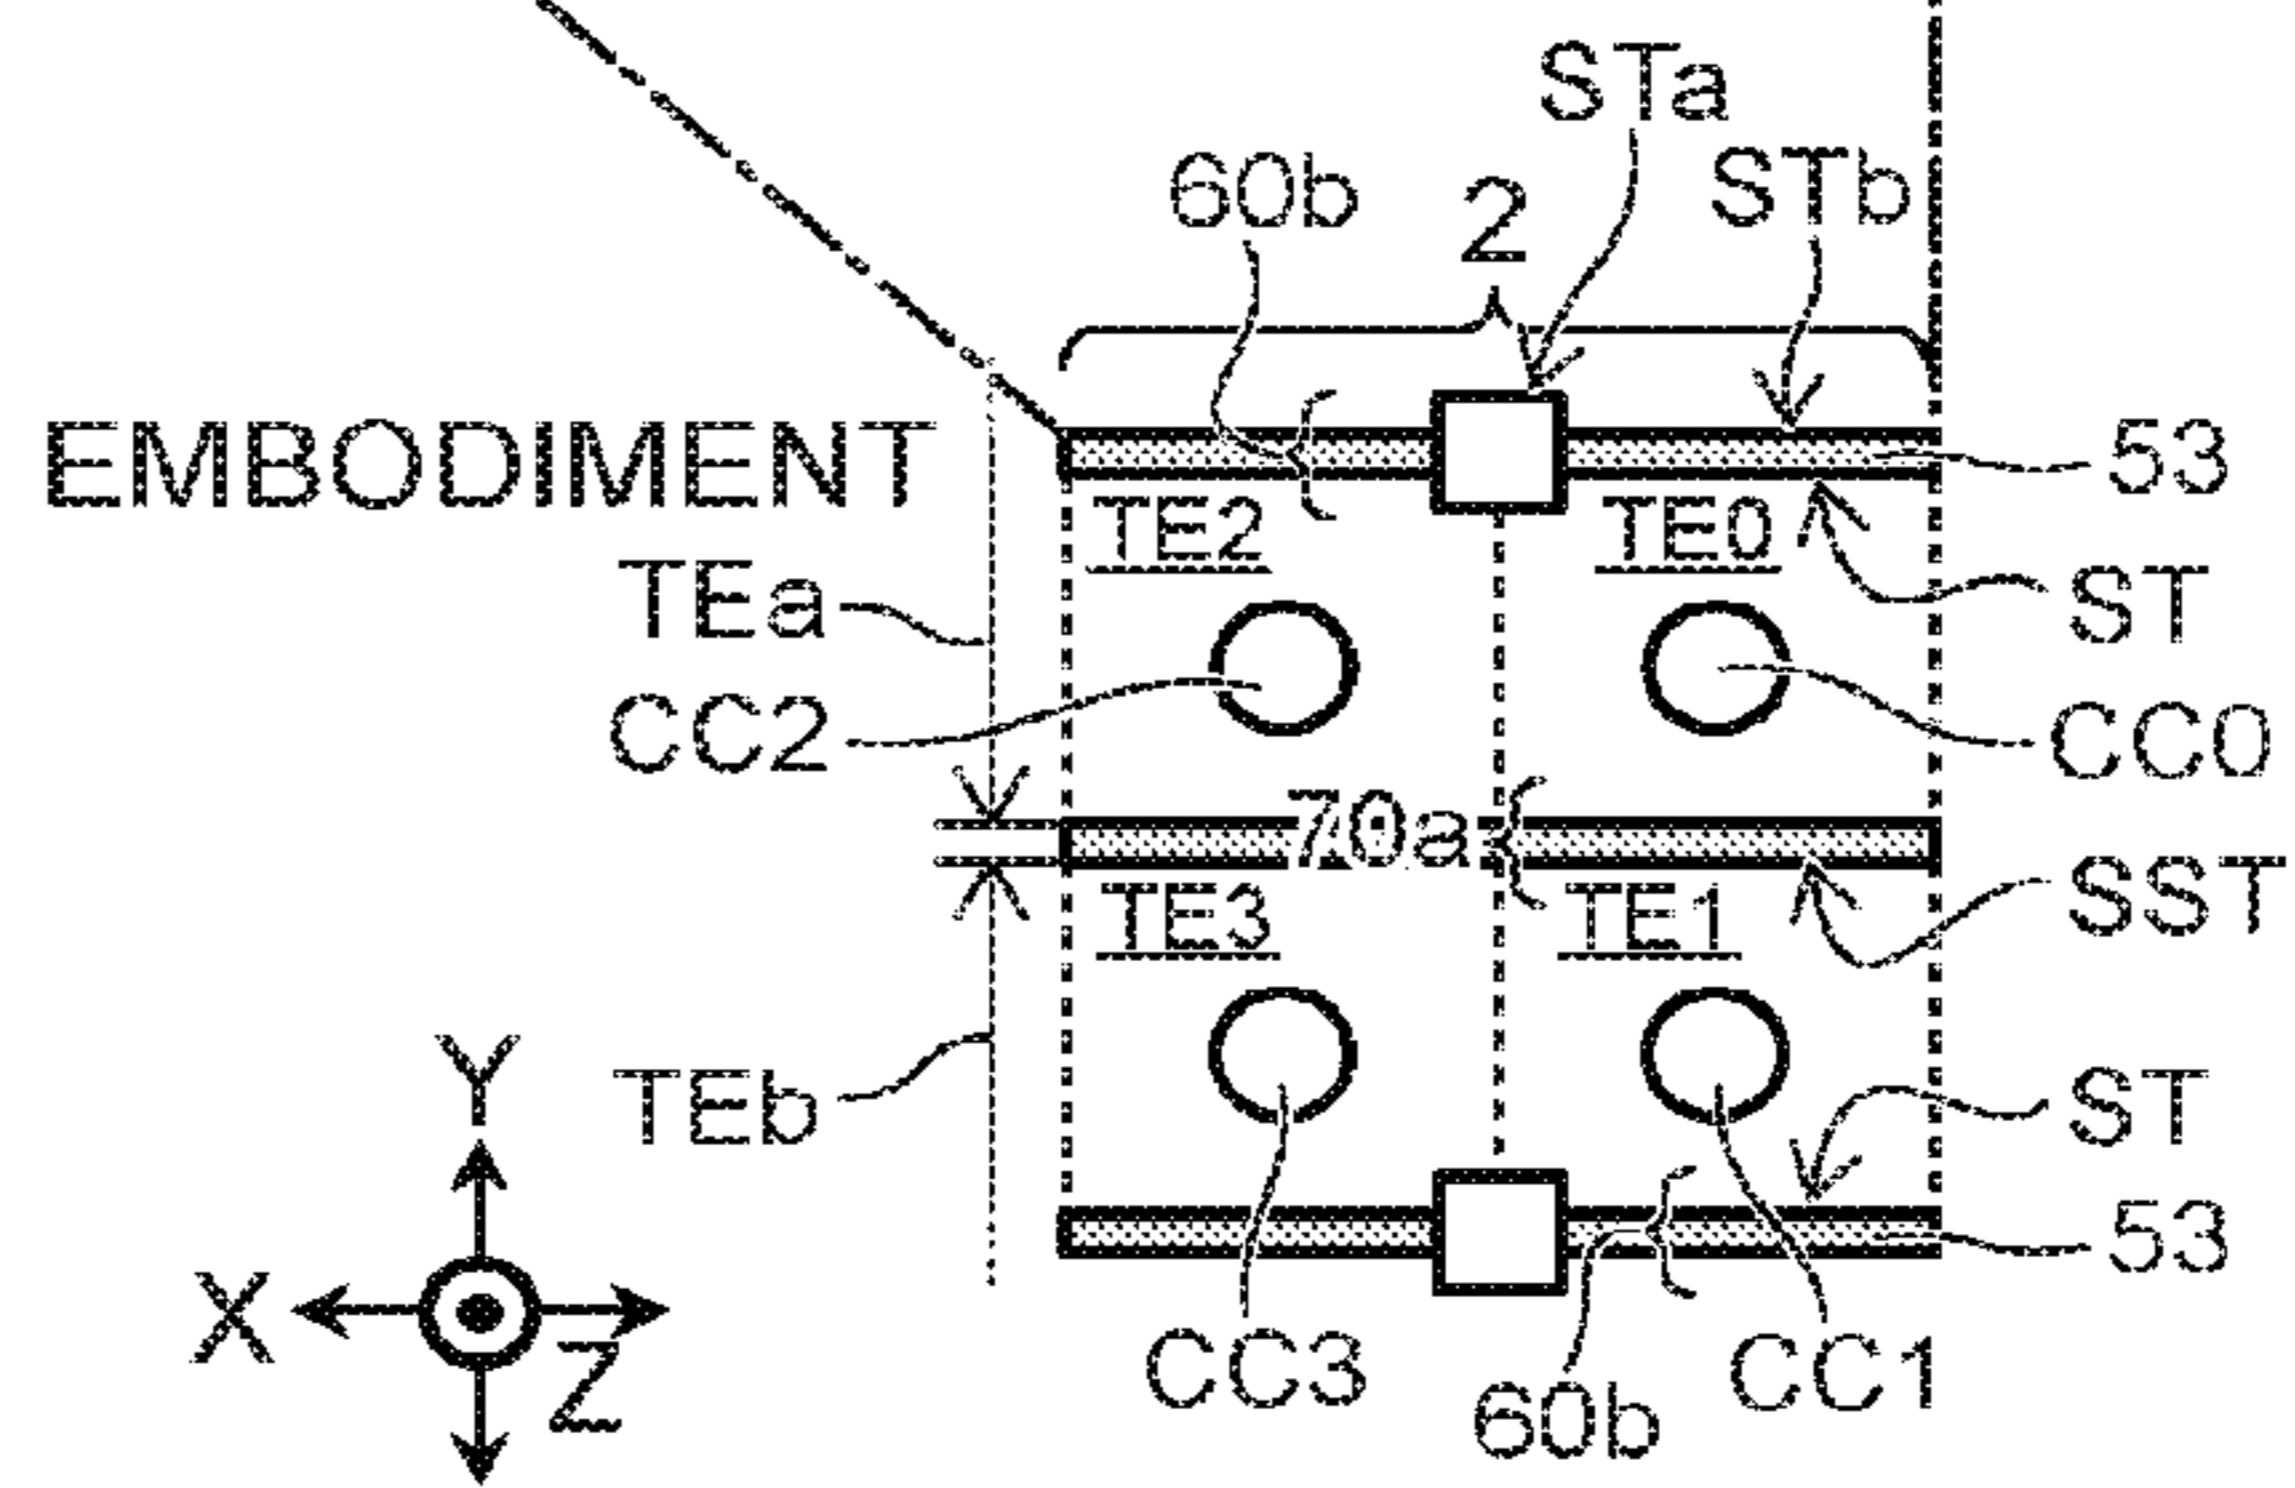 STa
60b
2
STb
EMBODIMENT
53
TE2
TE0
TEa
ST
CC2
CC0
70a
SST
TE3
TE1
Y
TEb
ST
53
X
Z
CC3
60b
CC1